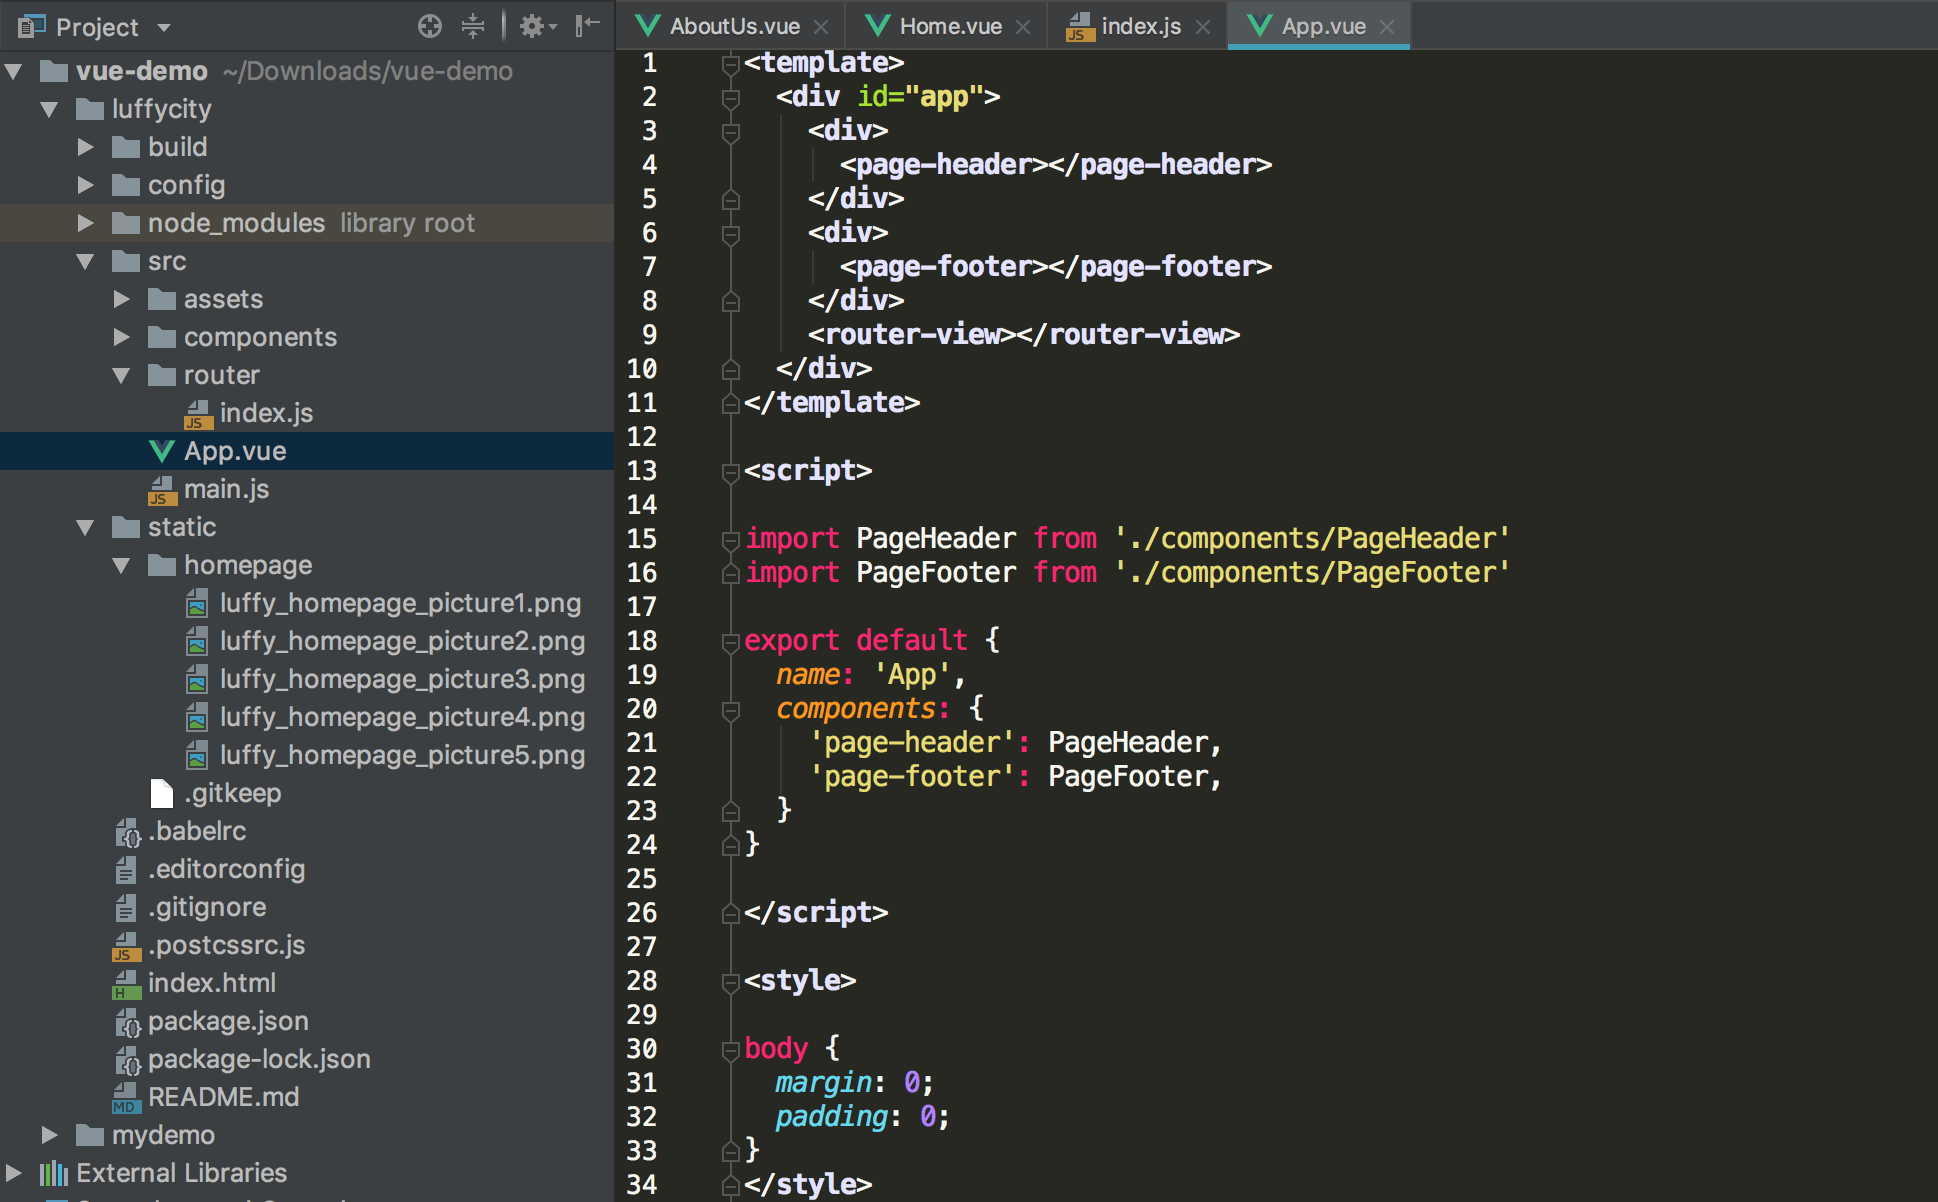 Project
vue-demo ~/Downloads/vue-demo
luffycity
build
config
node_modules library root
src
assets
components
router
JS index.js
App.vue
JS main.js
static
homepage
luffy_homepage_picture1.png
luffy_homepage_picture2.png
luffy_homepage_picture3.png
luffy_homepage_picture4.png
luffy_homepage_picture5.png
.gitkeep
.babelrc
.editorconfig
.gitignore
JS .postcssrc.js
H index.html
package.json
package-lock.json
MD README.md
mydemo
External Libraries
AboutUs.vue Home.vue JS index.js App.vue
1 <template>
2 <div id="app">
3 <div>
4 <page-header></page-header>
5 </div>
6 <div>
7 <page-footer></page-footer>
8 </div>
9 <router-view></router-view>
10 </div>
11 </template>
12
13 <script>
14
15 import PageHeader from './components/PageHeader'
16 import PageFooter from './components/PageFooter'
17
18 export default {
19 name: 'App',
20 components: {
21 'page-header': PageHeader,
22 'page-footer': PageFooter,
23 }
24 }
25
26 </script>
27
28 <style>
29
30 body {
31 margin: 0;
32 padding: 0;
33 }
34 </style>